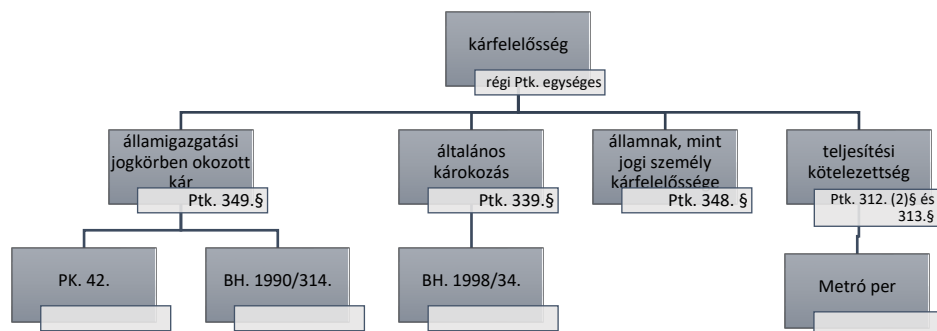 kárfelelősség
régi Ptk. egységes
államigazgatási
jogkörben okozott
kár
Ptk. 349.§
általános
károkozás
Ptk. 339.§
államnak, mint
jogi személy
kárfelelőssége
Ptk. 348. §
teljesítési
kötelezettség
Ptk. 312. (2)§ és
313.§
PK. 42.
BH. 1990/314.
BH. 1998/34.
Metró per